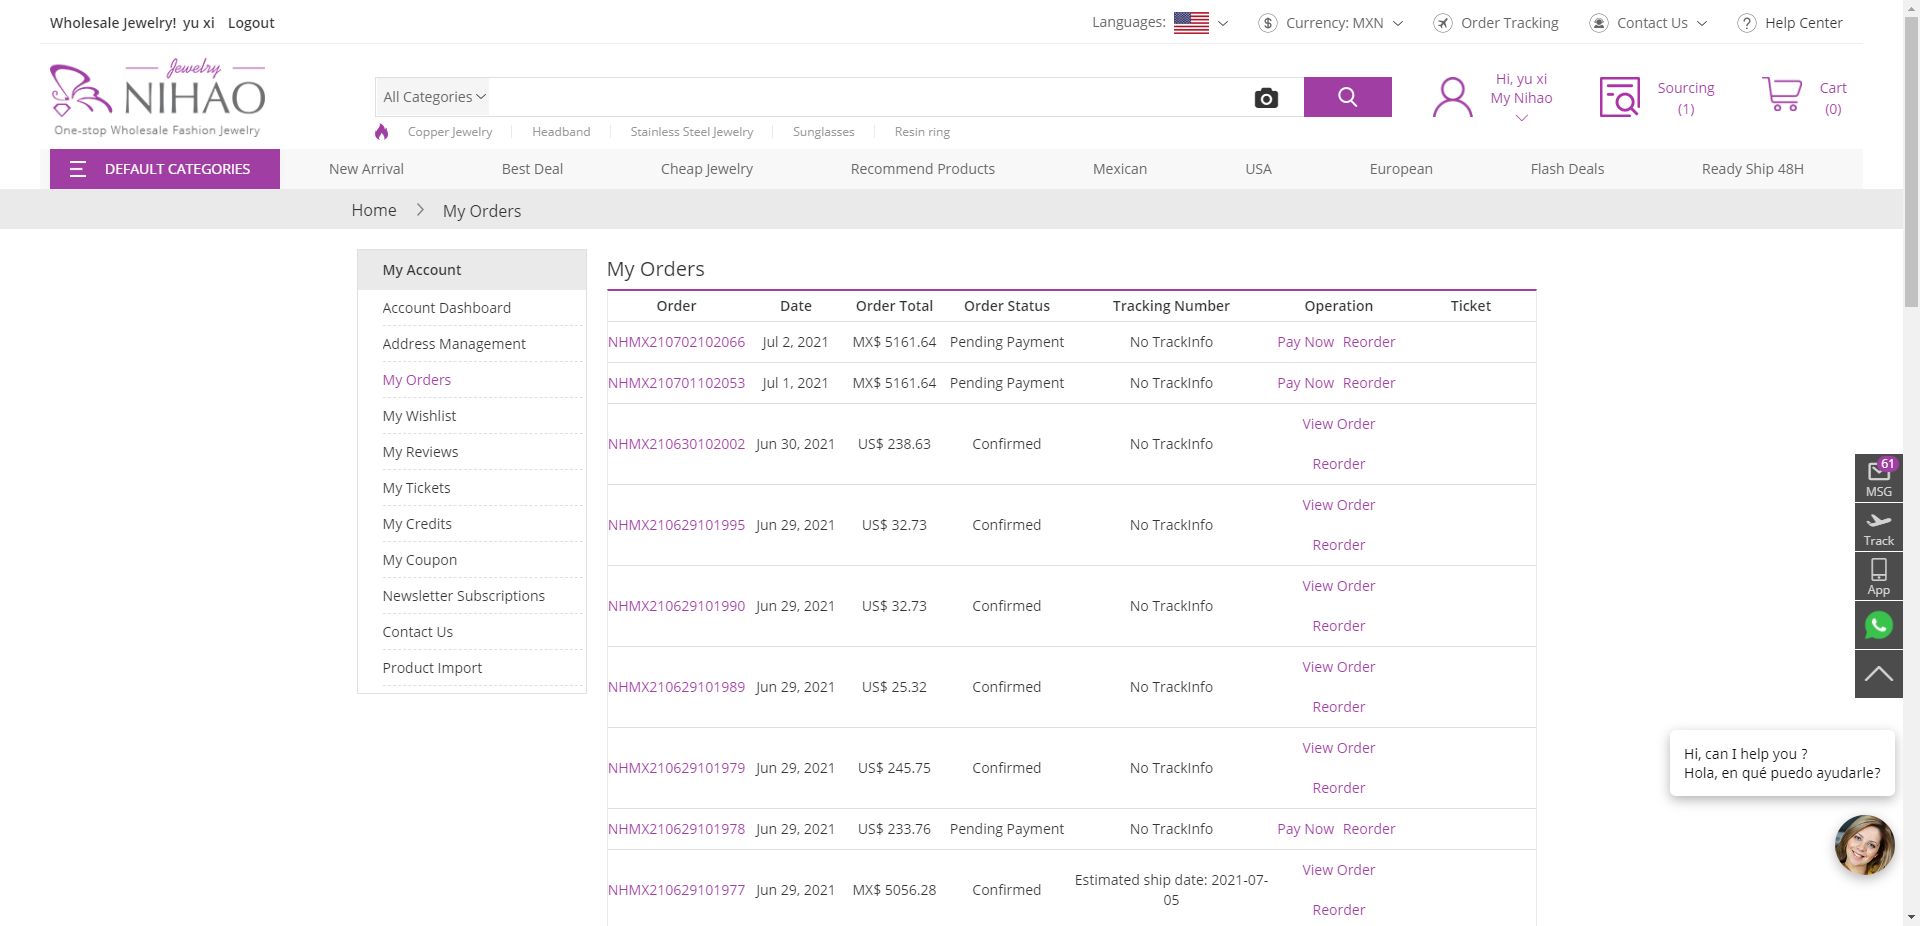 Wholesale Jewelry! yu xi Logout
Languages:
$ Currency: MXN
Order Tracking
Contact Us
? Help Center
Jewelry
NIHAO
One-stop Wholesale Fashion Jewelry
All Categories
Copper Jewelry
Headband
Stainless Steel Jewelry
Sunglasses
Resin ring
Hi, yu xi
My Nihao
Sourcing
(1)
Cart
(0)
DEFAULT CATEGORIES
New Arrival
Best Deal
Cheap Jewelry
Recommend Products
Mexican
USA
European
Flash Deals
Ready Ship 48H
Home
My Orders
My Account
Account Dashboard
Address Management
My Orders
My Wishlist
My Reviews
My Tickets
My Credits
My Coupon
Newsletter Subscriptions
Contact Us
Product Import
My Orders
Order Date Order Total Order Status Tracking Number Operation Ticket
NHMX210702102066 Jul 2, 2021 MX$ 5161.64 Pending Payment No TrackInfo Pay Now Reorder
NHMX210701102053 Jul 1, 2021 MX$ 5161.64 Pending Payment No TrackInfo Pay Now Reorder
View Order
NHMX210630102002 Jun 30, 2021 US$ 238.63 Confirmed No TrackInfo
Reorder
View Order
NHMX210629101995 Jun 29, 2021 US$ 32.73 Confirmed No TrackInfo
Reorder
View Order
NHMX210629101990 Jun 29, 2021 US$ 32.73 Confirmed No TrackInfo
Reorder
View Order
NHMX210629101989 Jun 29, 2021 US$ 25.32 Confirmed No TrackInfo
Reorder
View Order
NHMX210629101979 Jun 29, 2021 US$ 245.75 Confirmed No TrackInfo
Reorder
NHMX210629101978 Jun 29, 2021 US$ 233.76 Pending Payment No TrackInfo Pay Now Reorder
View Order
NHMX210629101977 Jun 29, 2021 MX$ 5056.28 Confirmed Estimated ship date: 2021-07-
05
Reorder
61
MSG
Track
App
Hi, can I help you ?
Hola, en qué puedo ayudarle?